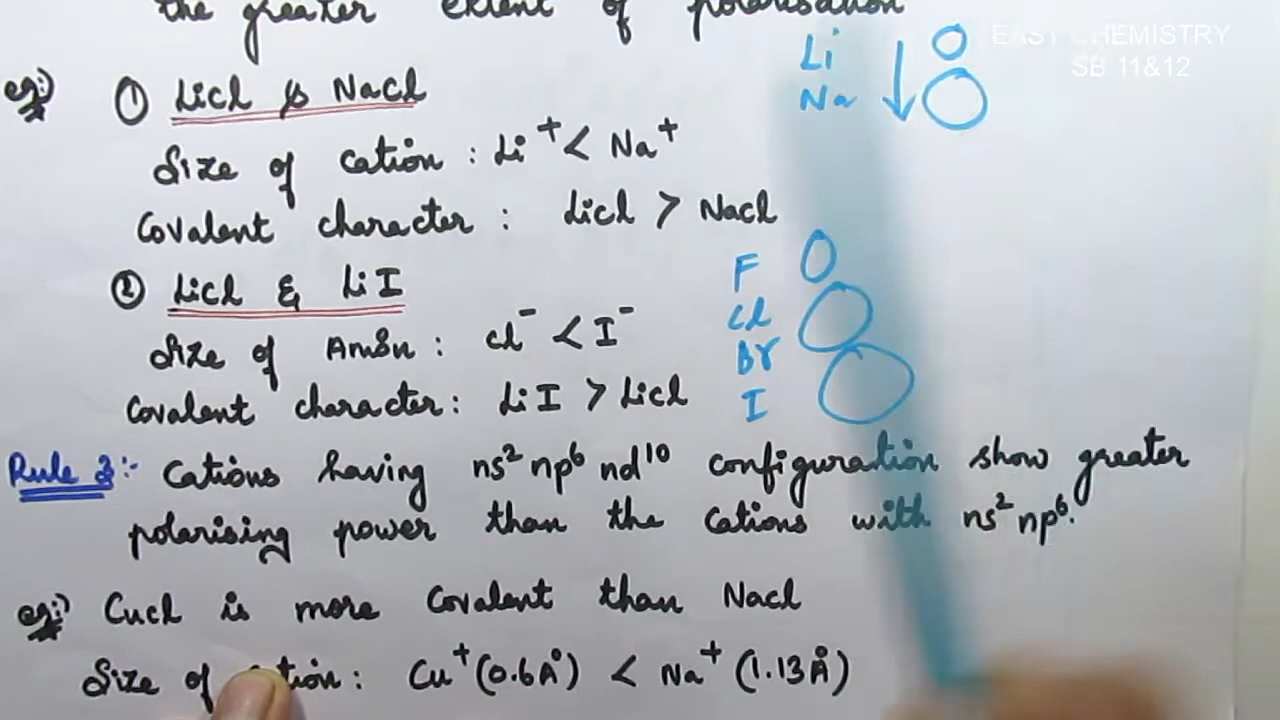 the greater extent of polarisation
Li
Na
EASY CHEMISTRY
SB 11&12
eg:) ① LiCl & NaCl
Size of cation : Li⁺ < Na⁺
Covalent character : LiCl > NaCl
② LiCl & LiI
Size of Anion : Cl⁻ < I⁻
Covalent character : LiI > LiCl
F
Cl
Br
I
Rule 3:- Cations having ns² np⁶ nd¹⁰ configuration show greater
polarising power than the cations with ns² np⁶.
eg:) CuCl is more Covalent than NaCl
Size of cation : Cu⁺ (0.6Å) < Na⁺ (1.13Å)